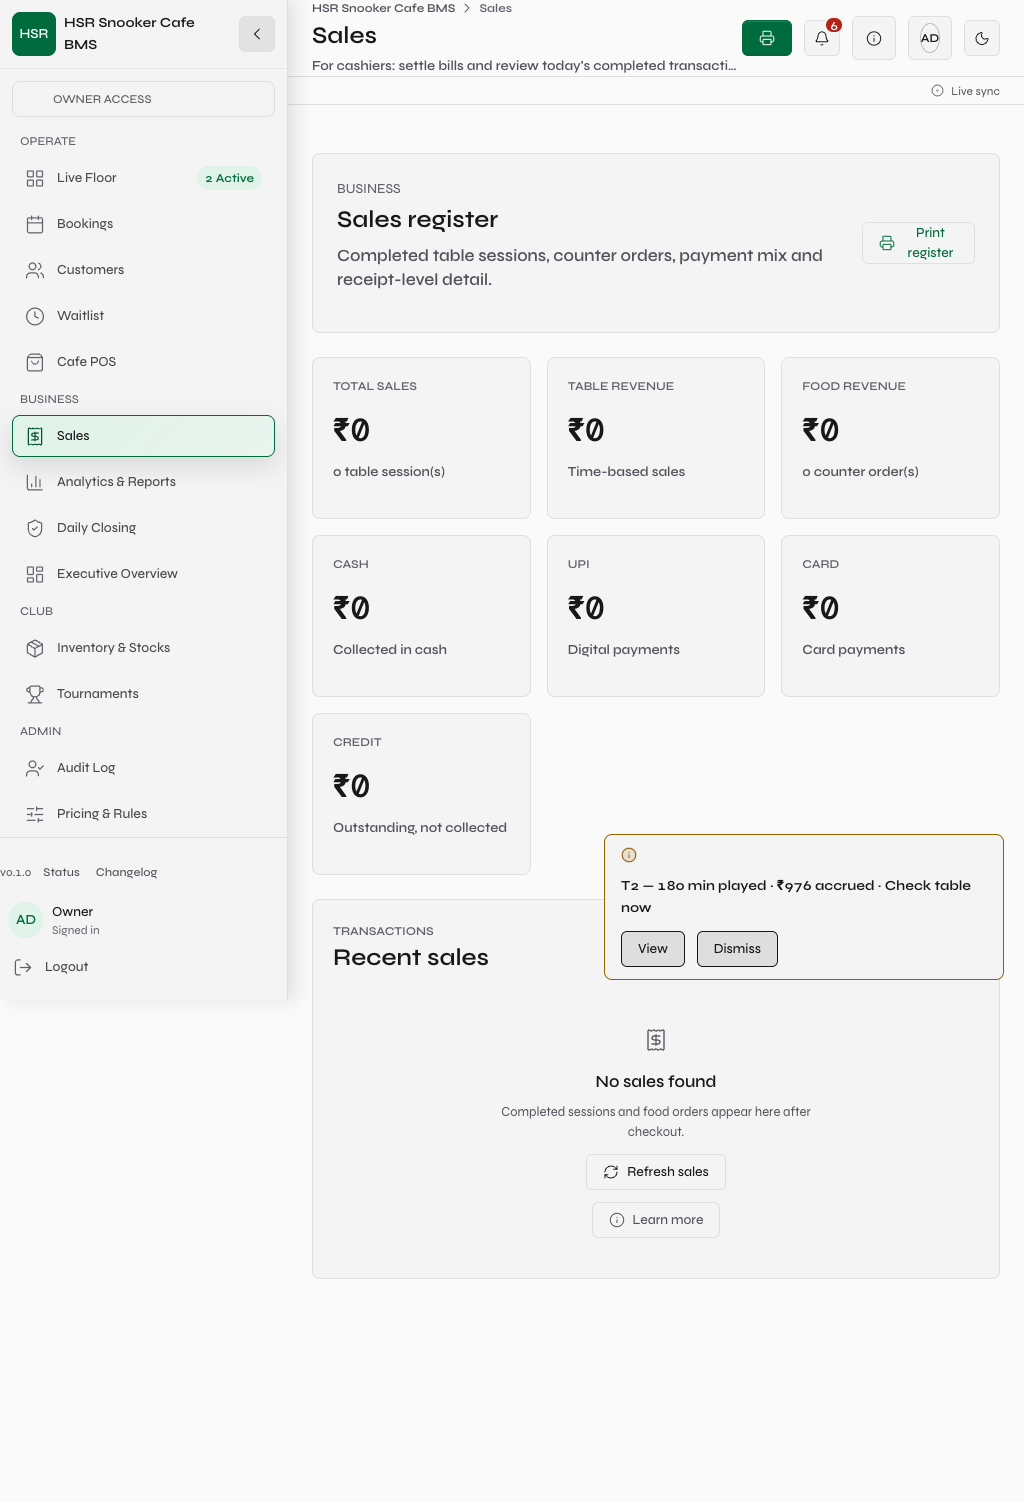 HSR
HSR Snooker Cafe
BMS
OWNER ACCESS
OPERATE
Live Floor
2 Active
Bookings
Customers
Waitlist
Cafe POS
BUSINESS
Sales
Analytics & Reports
Daily Closing
Executive Overview
CLUB
Inventory & Stocks
Tournaments
ADMIN
Audit Log
Pricing & Rules
v0.1.0
Status
Changelog
AD
Owner
Signed in
Logout
HSR Snooker Cafe BMS > Sales
Sales
For cashiers: settle bills and review today's completed transacti…
6
AD
Live sync
BUSINESS
Sales register
Completed table sessions, counter orders, payment mix and
receipt-level detail.
Print
register
TOTAL SALES
₹0
0 table session(s)
TABLE REVENUE
₹0
Time-based sales
FOOD REVENUE
₹0
0 counter order(s)
CASH
₹0
Collected in cash
UPI
₹0
Digital payments
CARD
₹0
Card payments
CREDIT
₹0
Outstanding, not collected
T2 — 180 min played · ₹976 accrued · Check table
now
View
Dismiss
TRANSACTIONS
Recent sales
No sales found
Completed sessions and food orders appear here after
checkout.
Refresh sales
Learn more